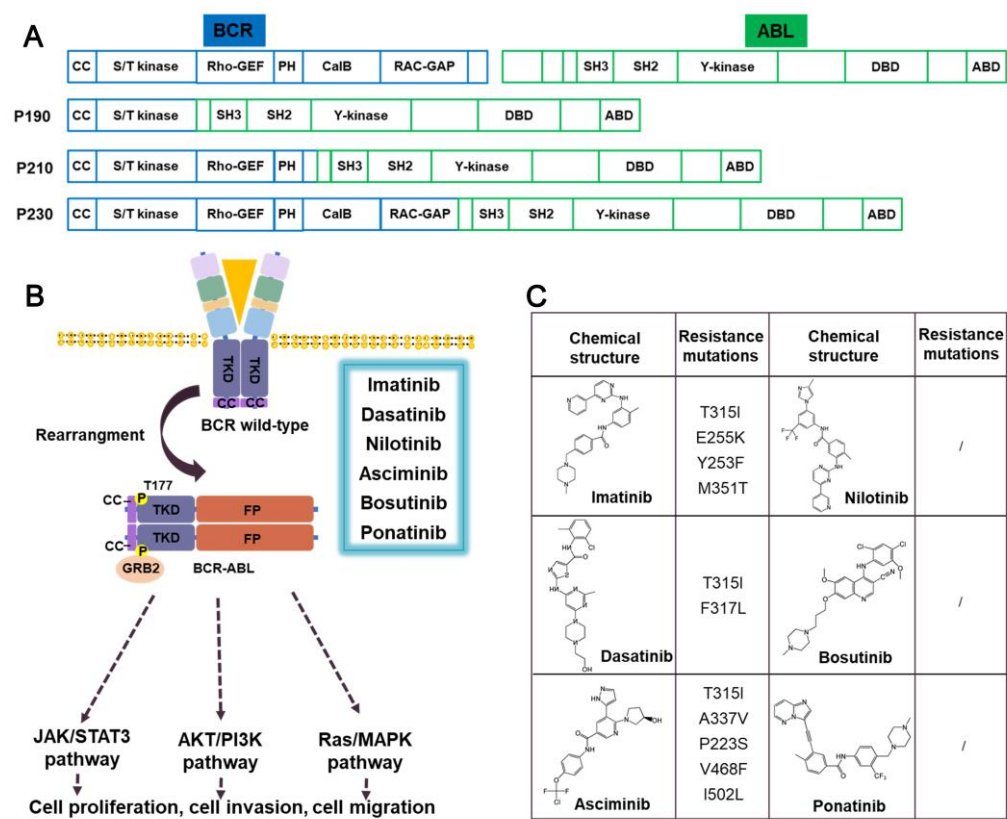 A
BCR
ABL
CC S/T kinase Rho-GEF PH CalB RAC-GAP SH3 SH2 Y-kinase DBD ABD
P190 CC S/T kinase SH3 SH2 Y-kinase DBD ABD
P210 CC S/T kinase Rho-GEF PH SH3 SH2 Y-kinase DBD ABD
P230 CC S/T kinase Rho-GEF PH CalB RAC-GAP SH3 SH2 Y-kinase DBD ABD
B
TKD TKD
CC CC
BCR wild-type
Rearrangment
T177
CC
P
TKD FP
TKD FP
CC
P
GRB2
BCR-ABL
Imatinib
Dasatinib
Nilotinib
Asciminib
Bosutinib
Ponatinib
JAK/STAT3
pathway
AKT/PI3K
pathway
Ras/MAPK
pathway
Cell proliferation, cell invasion, cell migration
C
Chemical
structure
Resistance
mutations
Chemical
structure
Resistance
mutations
Imatinib
T315I
E255K
Y253F
M351T
Nilotinib
/
Dasatinib
T315I
F317L
Bosutinib
/
Asciminib
T315I
A337V
P223S
V468F
I502L
Ponatinib
/